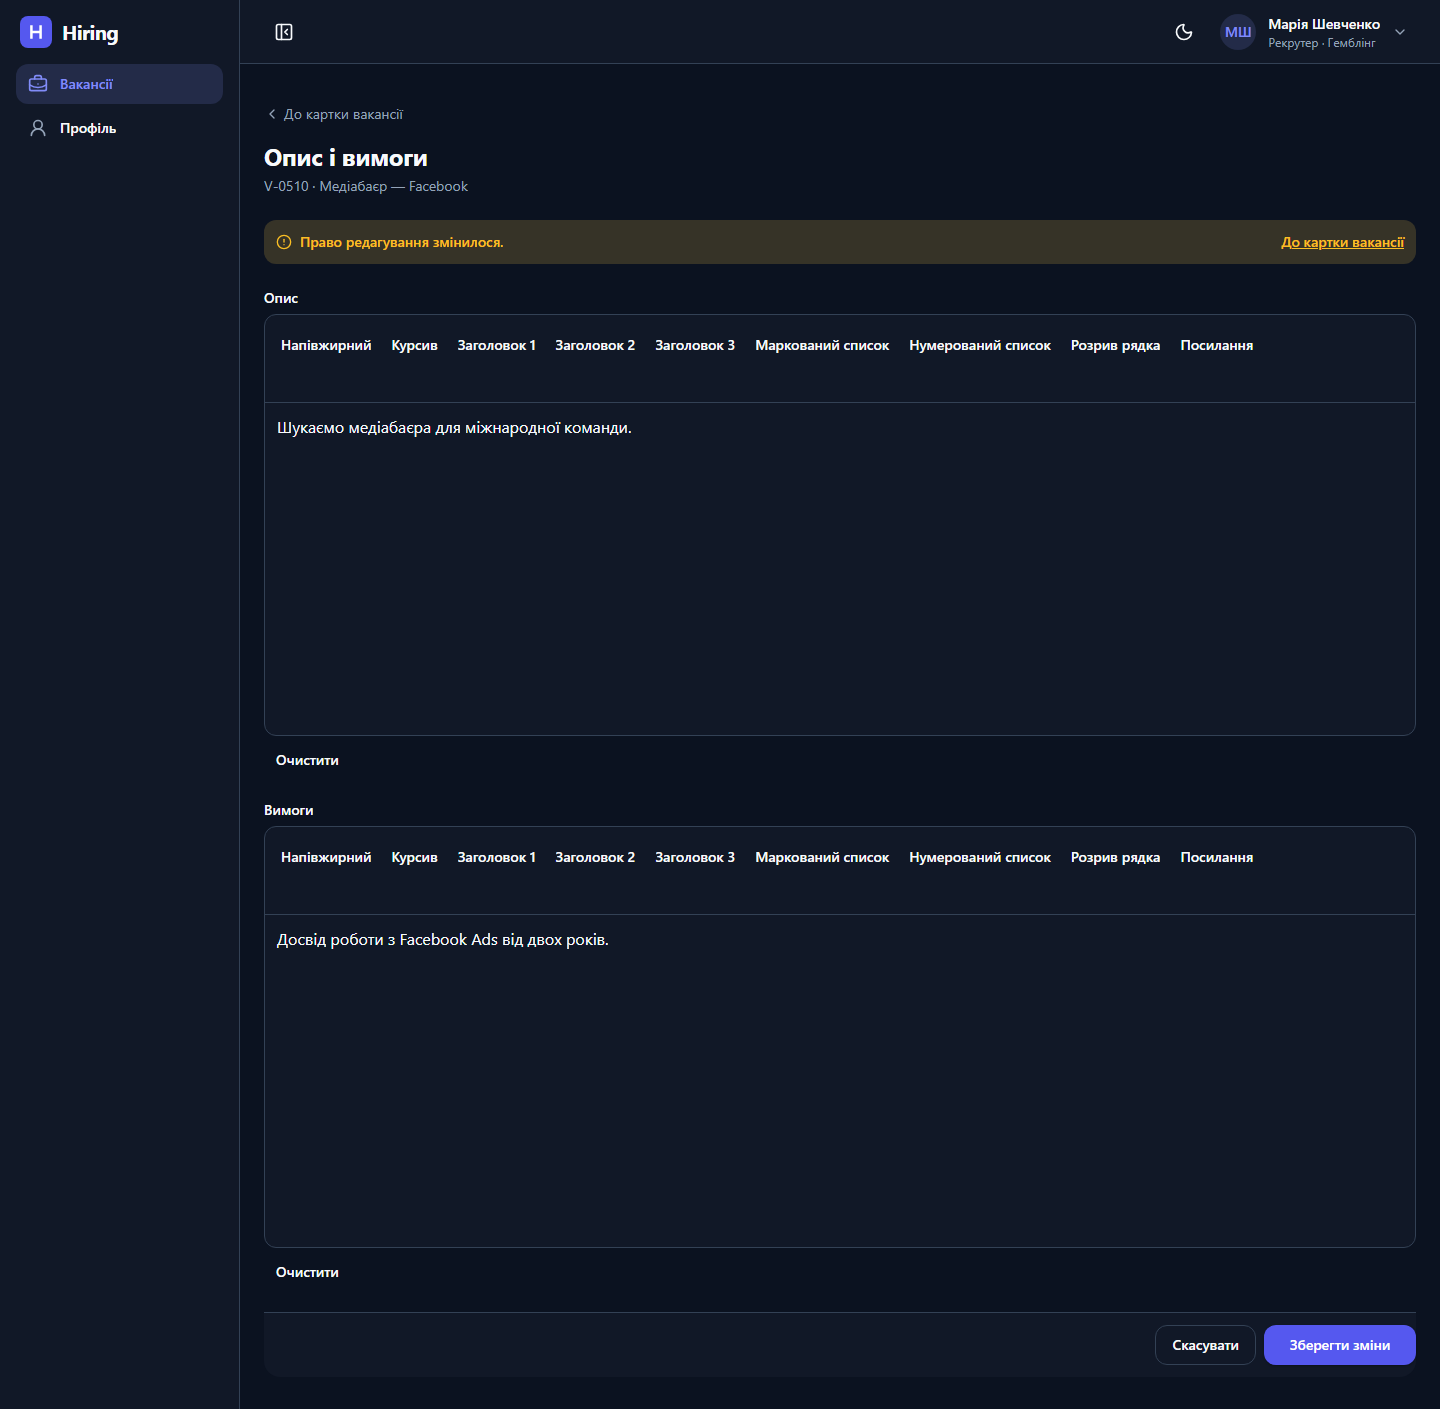 H Hiring
Вакансії
Профіль
МШ
Марія Шевченко
Рекрутер · Гемблінг
До картки вакансії
Опис і вимоги
V-0510 · Медіабаєр — Facebook
Право редагування змінилося.
До картки вакансії
Опис
Напівжирний Курсив Заголовок 1 Заголовок 2 Заголовок 3 Маркований список Нумерований список Розрив рядка Посилання
Шукаємо медіабаєра для міжнародної команди.
Очистити
Вимоги
Напівжирний Курсив Заголовок 1 Заголовок 2 Заголовок 3 Маркований список Нумерований список Розрив рядка Посилання
Досвід роботи з Facebook Ads від двох років.
Очистити
Скасувати Зберегти зміни